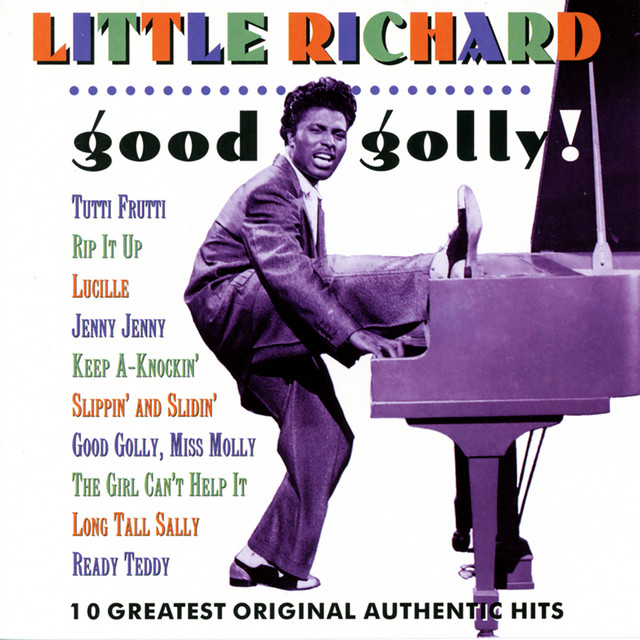 LITTLE RICHARD
good golly!
TUTTI FRUTTI
RIP IT UP
LUCILLE
JENNY JENNY
KEEP A-KNOCKIN'
SLIPPIN' AND SLIDIN'
GOOD GOLLY, MISS MOLLY
THE GIRL CAN'T HELP IT
LONG TALL SALLY
READY TEDDY
10 GREATEST ORIGINAL AUTHENTIC HITS